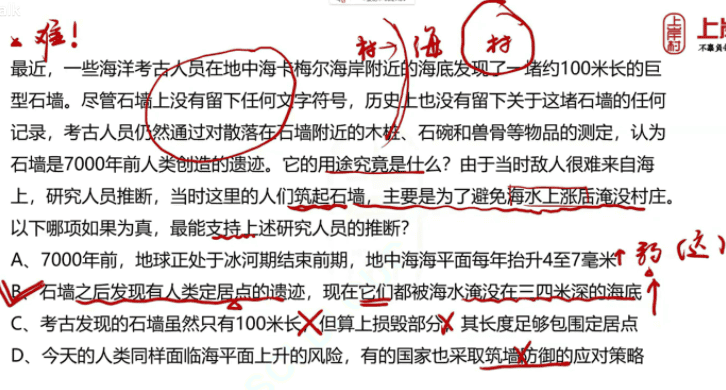 难!
村→海 村
上岸村 上岸
不辜负
最近，一些海洋考古人员在地中海卡梅尔海岸附近的海底发现了一堵约100米长的巨
型石墙。尽管石墙上没有留下任何文字符号，历史上也没有留下关于这堵石墙的任何
记录，考古人员仍然通过对散落在石墙附近的木桩、石碗和兽骨等物品的测定，认为
石墙是7000年前人类创造的遗迹。它的用途究竟是什么？由于当时敌人很难来自海
上，研究人员推断，当时这里的人们筑起石墙，主要是为了避免海水上涨后淹没村庄。
以下哪项如果为真，最能支持上述研究人员的推断？
A、7000年前，地球正处于冰河期结束前期，地中海海平面每年抬升4至7毫米
B、石墙之后发现有人类定居点的遗迹，现在它们都被海水淹没在三四米深的海底
C、考古发现的石墙虽然只有100米长，但算上损毁部分，其长度足够包围定居点
D、今天的人类同样面临海平面上升的风险，有的国家也采取筑墙防御的应对策略